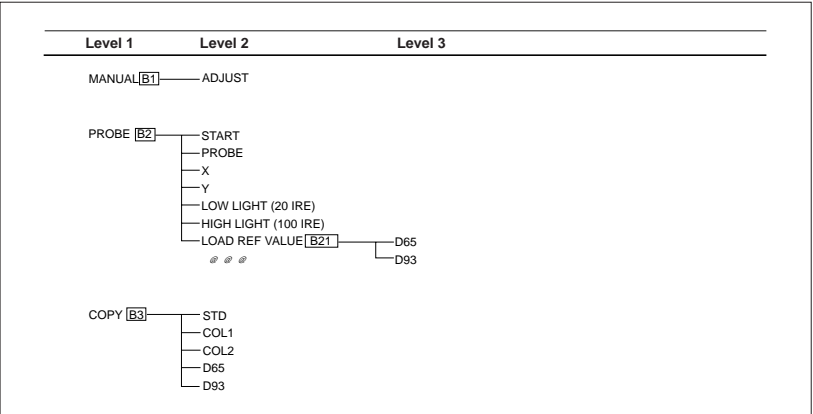 Level 1 Level 2 Level 3
MANUAL B1 ADJUST
PROBE B2 START
PROBE
X
Y
LOW LIGHT (20 IRE)
HIGH LIGHT (100 IRE)
LOAD REF VALUE B21 D65
@ @ @ D93
COPY B3 STD
COL1
COL2
D65
D93